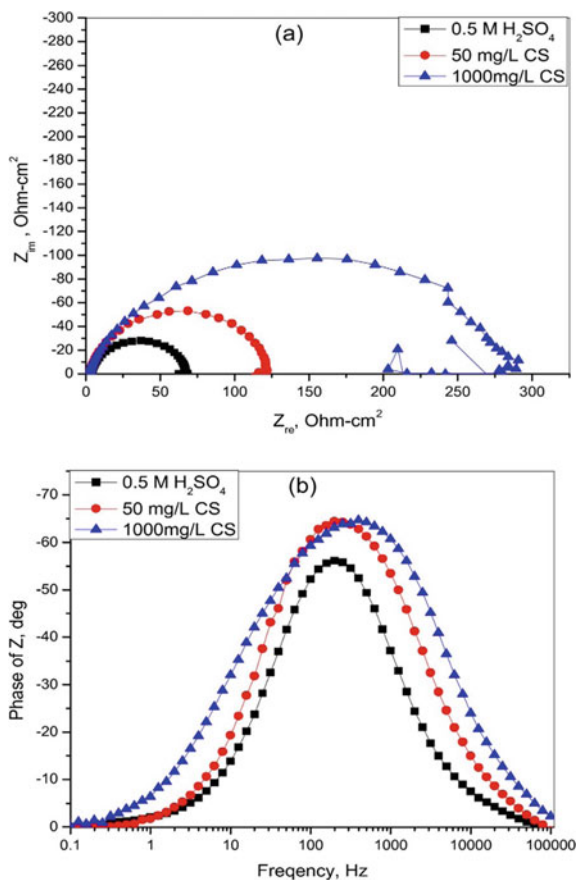 (a)
0.5 M H₂SO₄
50 mg/L CS
1000mg/L CS
-300
-280
-260
-240
-220
-200
-180
-160
-140
-120
-100
-80
-60
-40
-20
0
Zim , Ohm-cm²
0 50 100 150 200 250 300
Zre, Ohm-cm²
(b)
0.5 M H₂SO₄
50 mg/L CS
1000mg/L CS
-70
-60
-50
-40
-30
-20
-10
0
Phase of Z, deg
0.1 1 10 100 1000 10000 100000
Freqency, Hz